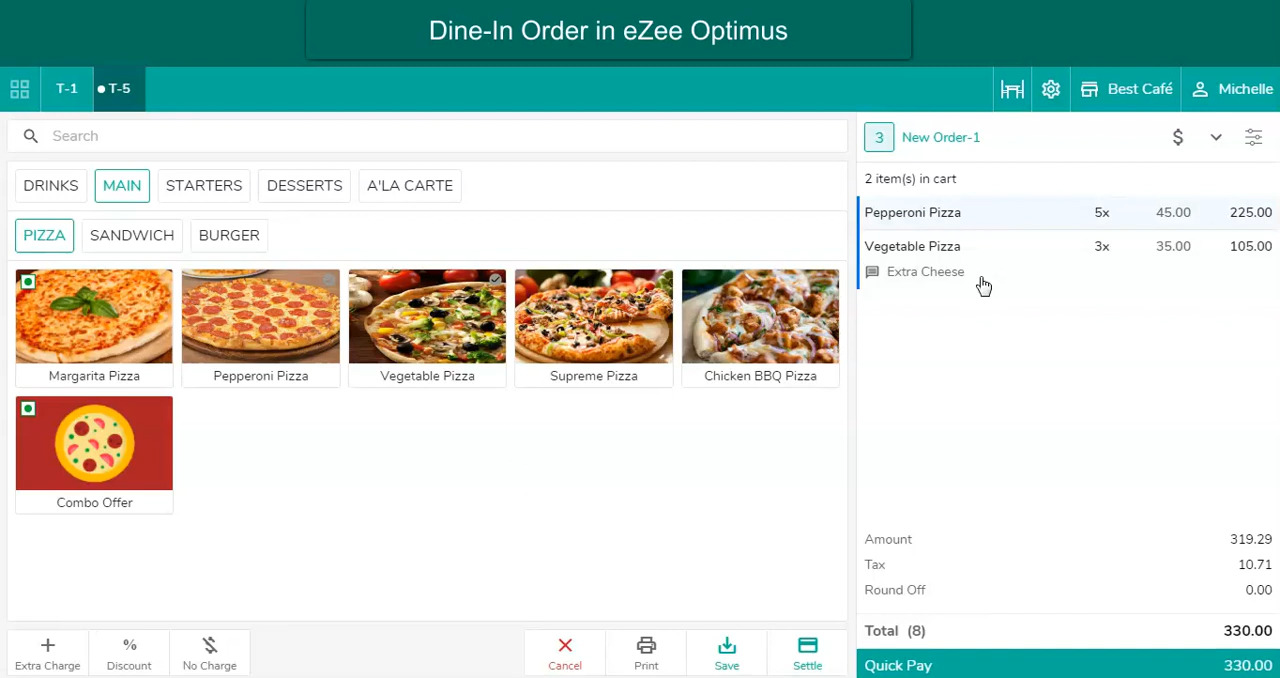 Dine-In Order in eZee Optimus
T-1 T-5 Best Café Michelle
Search
3 New Order-1 $
2 item(s) in cart
DRINKS MAIN STARTERS DESSERTS A'LA CARTE
Pepperoni Pizza 5x 45.00 225.00
PIZZA SANDWICH BURGER
Vegetable Pizza 3x 35.00 105.00
Extra Cheese
Margarita Pizza Pepperoni Pizza Vegetable Pizza Supreme Pizza Chicken BBQ Pizza
Combo Offer
Amount 319.29
Tax 10.71
Round Off 0.00
Total (8) 330.00
% $
Extra Charge Discount No Charge Cancel Print Save Settle
Quick Pay 330.00